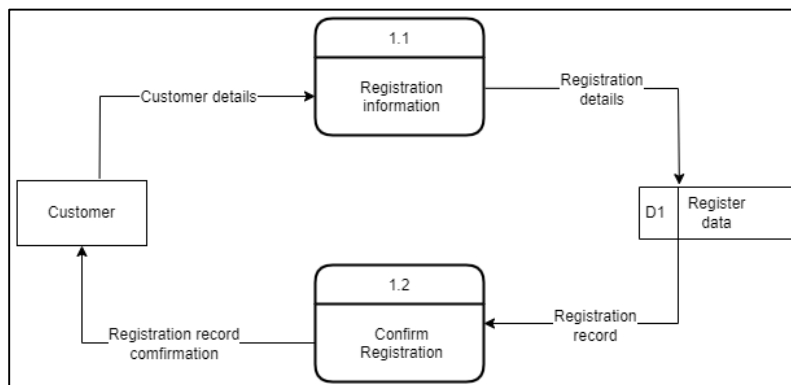 1.1
Registration
information
Customer details
Registration
details
Customer
D1
Register
data
1.2
Confirm
Registration
Registration record
comfirmation
Registration
record